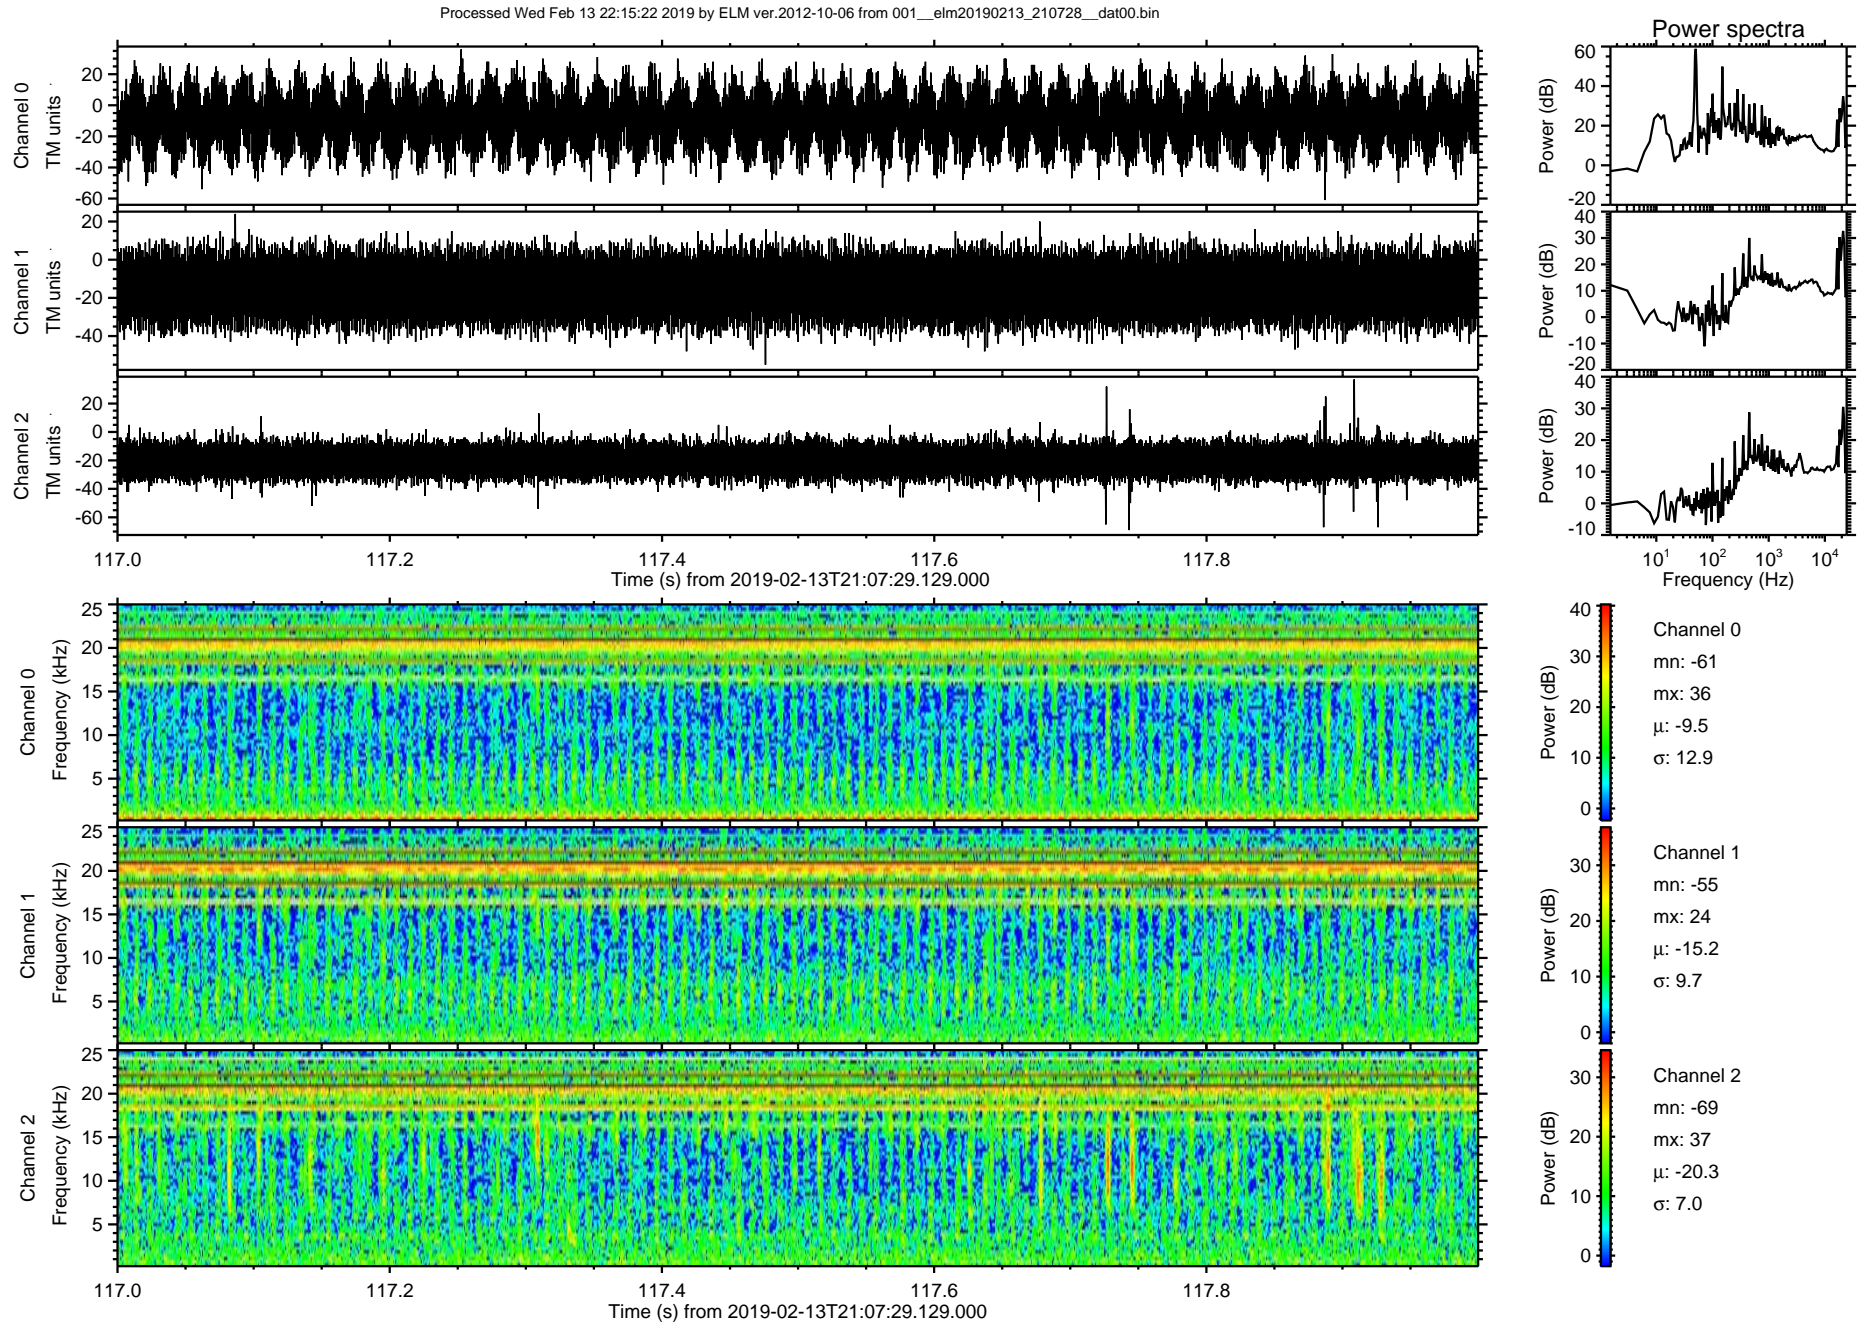 Processed Wed Feb 13 22:15:22 2019 by ELM ver.2012-10-06 from 001__elm20190213_210728__dat00.bin
Power spectra
Channel 0
TM units
20
0
-20
-40
-60
Power (dB)
60
40
20
0
-20
Channel 1
TM units
20
0
-20
-40
Power (dB)
40
30
20
10
0
-10
-20
Channel 2
TM units
20
0
-20
-40
-60
Power (dB)
40
30
20
10
0
-10
117.0 117.2 117.4 117.6 117.8
Time (s) from 2019-02-13T21:07:29.129.000
10^1 10^2 10^3 10^4
Frequency (Hz)
Channel 0
Frequency (kHz)
25
20
15
10
5
Power (dB)
40
30
20
10
0
Channel 0
mn: -61
mx: 36
μ: -9.5
σ: 12.9
Channel 1
Frequency (kHz)
25
20
15
10
5
Power (dB)
30
20
10
0
Channel 1
mn: -55
mx: 24
μ: -15.2
σ: 9.7
Channel 2
Frequency (kHz)
25
20
15
10
5
Power (dB)
30
20
10
0
Channel 2
mn: -69
mx: 37
μ: -20.3
σ: 7.0
117.0 117.2 117.4 117.6 117.8
Time (s) from 2019-02-13T21:07:29.129.000